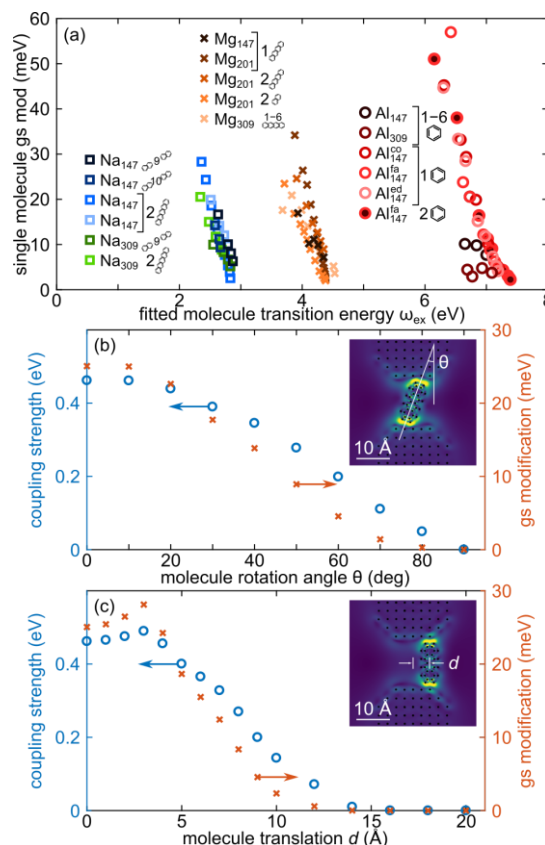 (a)
single molecule gs mod (meV)
60
50
40
30
20
10
0
0 1 2 3 4 5 6 7 8
fitted molecule transition energy ω_ex (eV)
Na₁₄₇ 9
Na₁₄₇ 10
Na₁₄₇
Na₁₄₇ 2
Na₃₀₉ 9
Na₃₀₉ 2
Mg₁₄₇
Mg₂₀₁ 1
Mg₂₀₁ 2
Mg₂₀₁ 2
Mg₃₀₉ 1−6
Al₁₄₇
Al₃₀₉ 1−6
Al₁₄₇ᶜᵒ
Al₁₄₇ᶠᵃ 1
Al₁₄₇ᵉᵈ
Al₁₄₇ᶠᵃ 2
(b)
coupling strength (eV)
0.4
0.2
0
θ
10 Å
30
20
10
0
gs modification (meV)
0 20 40 60 80
molecule rotation angle θ (deg)
(c)
coupling strength (eV)
0.4
0.2
0
d
10 Å
30
20
10
0
gs modification (meV)
0 5 10 15 20
molecule translation d (Å)